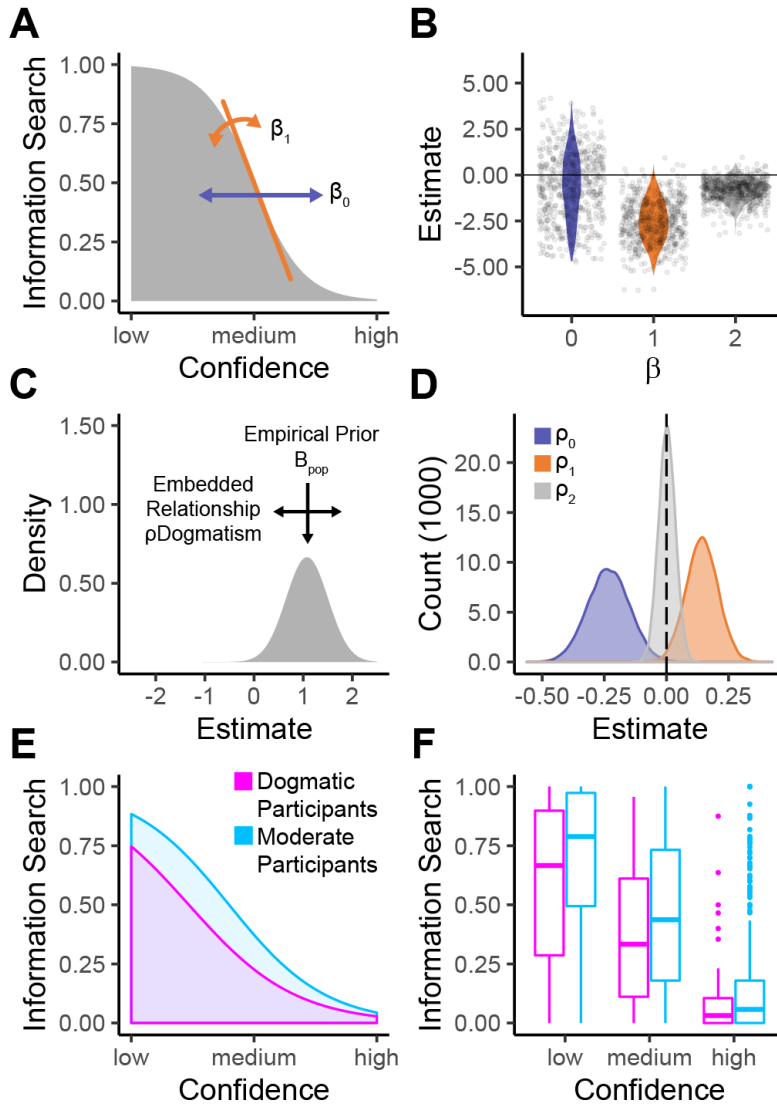 A
Information Search
1.00
0.75
0.50
0.25
0.00
β1
β0
low
medium
high
Confidence
B
Estimate
5.00
2.50
0.00
-2.50
-5.00
0
1
2
β
C
Density
1.50
1.00
0.50
0.00
Empirical Prior
Bpop
Embedded
Relationship
ρDogmatism
-2
-1
0
1
2
Estimate
D
Count (1000)
20.0
15.0
10.0
5.0
0.0
ρ0
ρ1
ρ2
-0.50
-0.25
0.00
0.25
Estimate
E
Information Search
1.00
0.75
0.50
0.25
0.00
Dogmatic
Participants
Moderate
Participants
low
medium
high
Confidence
F
Information Search
1.00
0.75
0.50
0.25
0.00
low
medium
high
Confidence